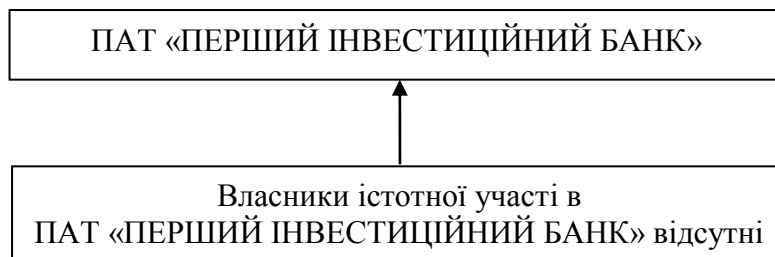 ПАТ «ПЕРШИЙ ІНВЕСТИЦІЙНИЙ БАНК»
Власники істотної участі в
ПАТ «ПЕРШИЙ ІНВЕСТИЦІЙНИЙ БАНК» відсутні